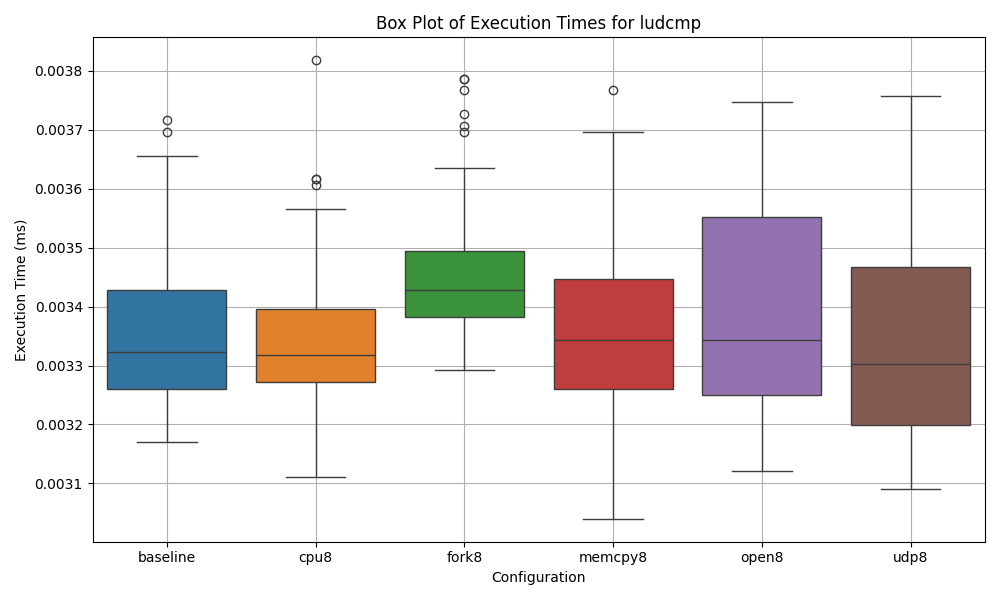 Box Plot of Execution Times for ludcmp
Execution Time (ms)
0.0038
0.0037
0.0036
0.0035
0.0034
0.0033
0.0032
0.0031
baseline cpu8 fork8 memcpy8 open8 udp8
Configuration